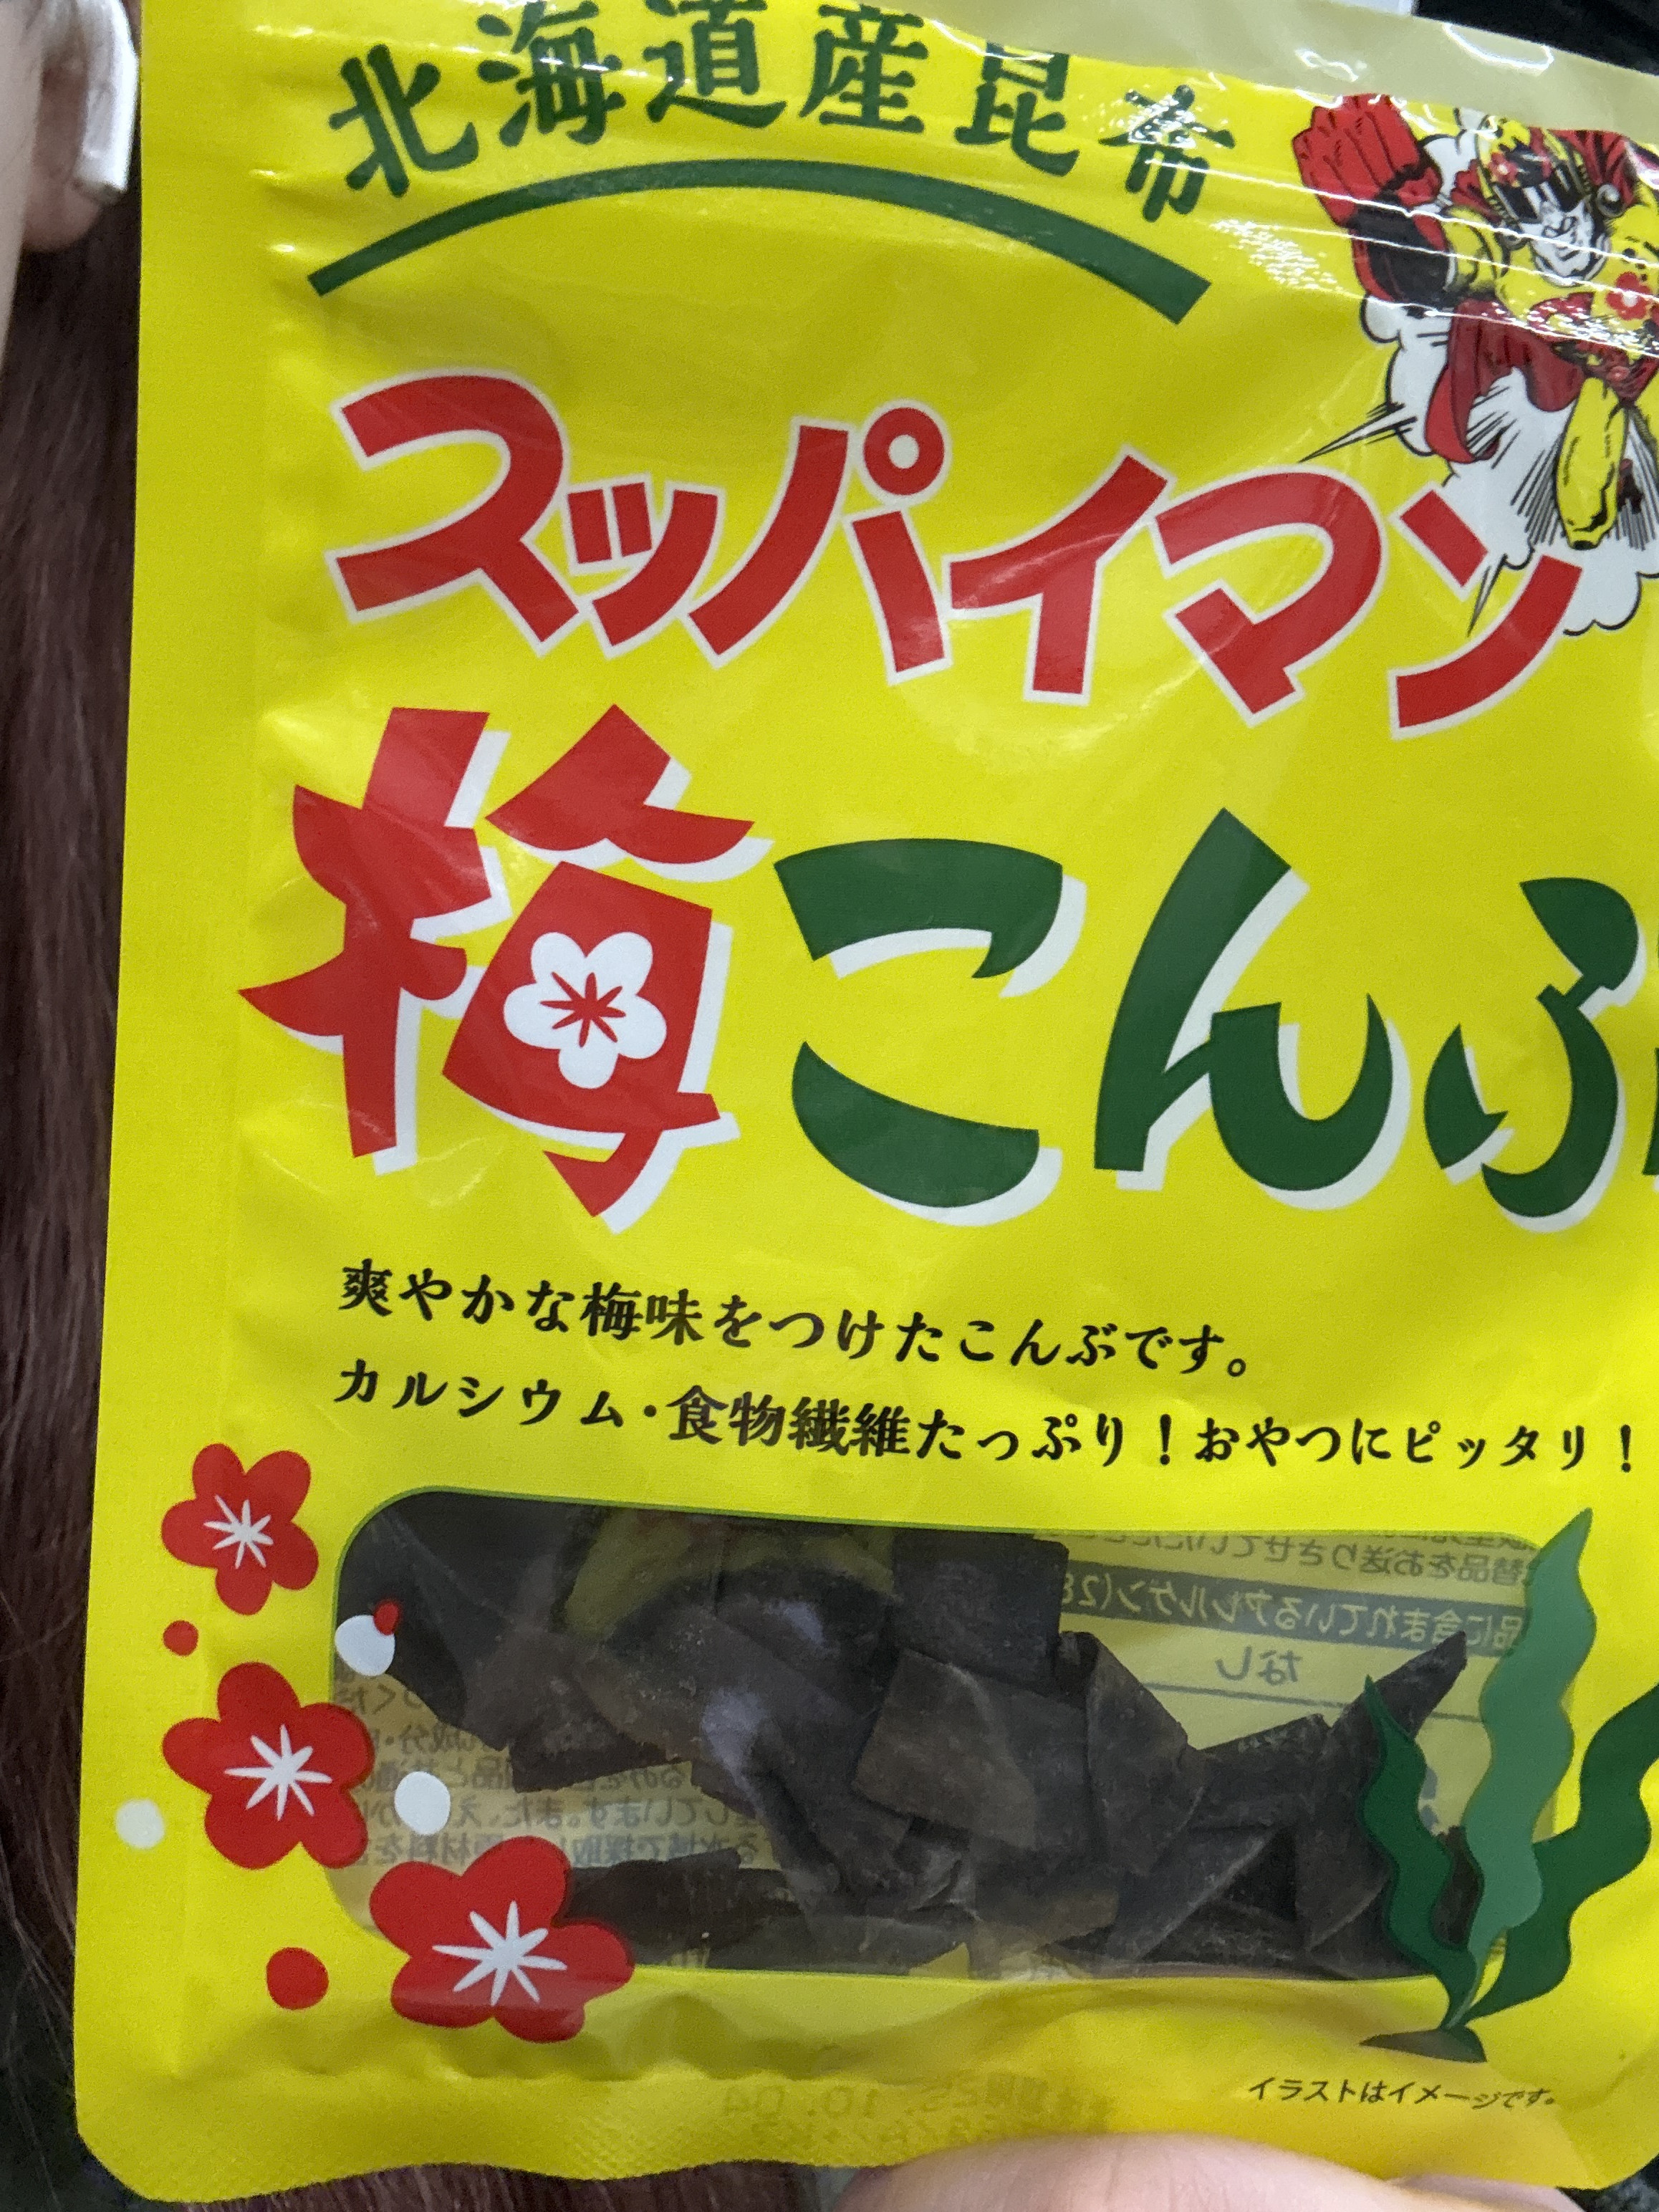 北海道産昆布
スッパイマン
梅こんぶ
爽やかな梅味をつけたこんぶです。
カルシウム・食物繊維たっぷり！おやつにピッタリ！
なし
イラストはイメージです。